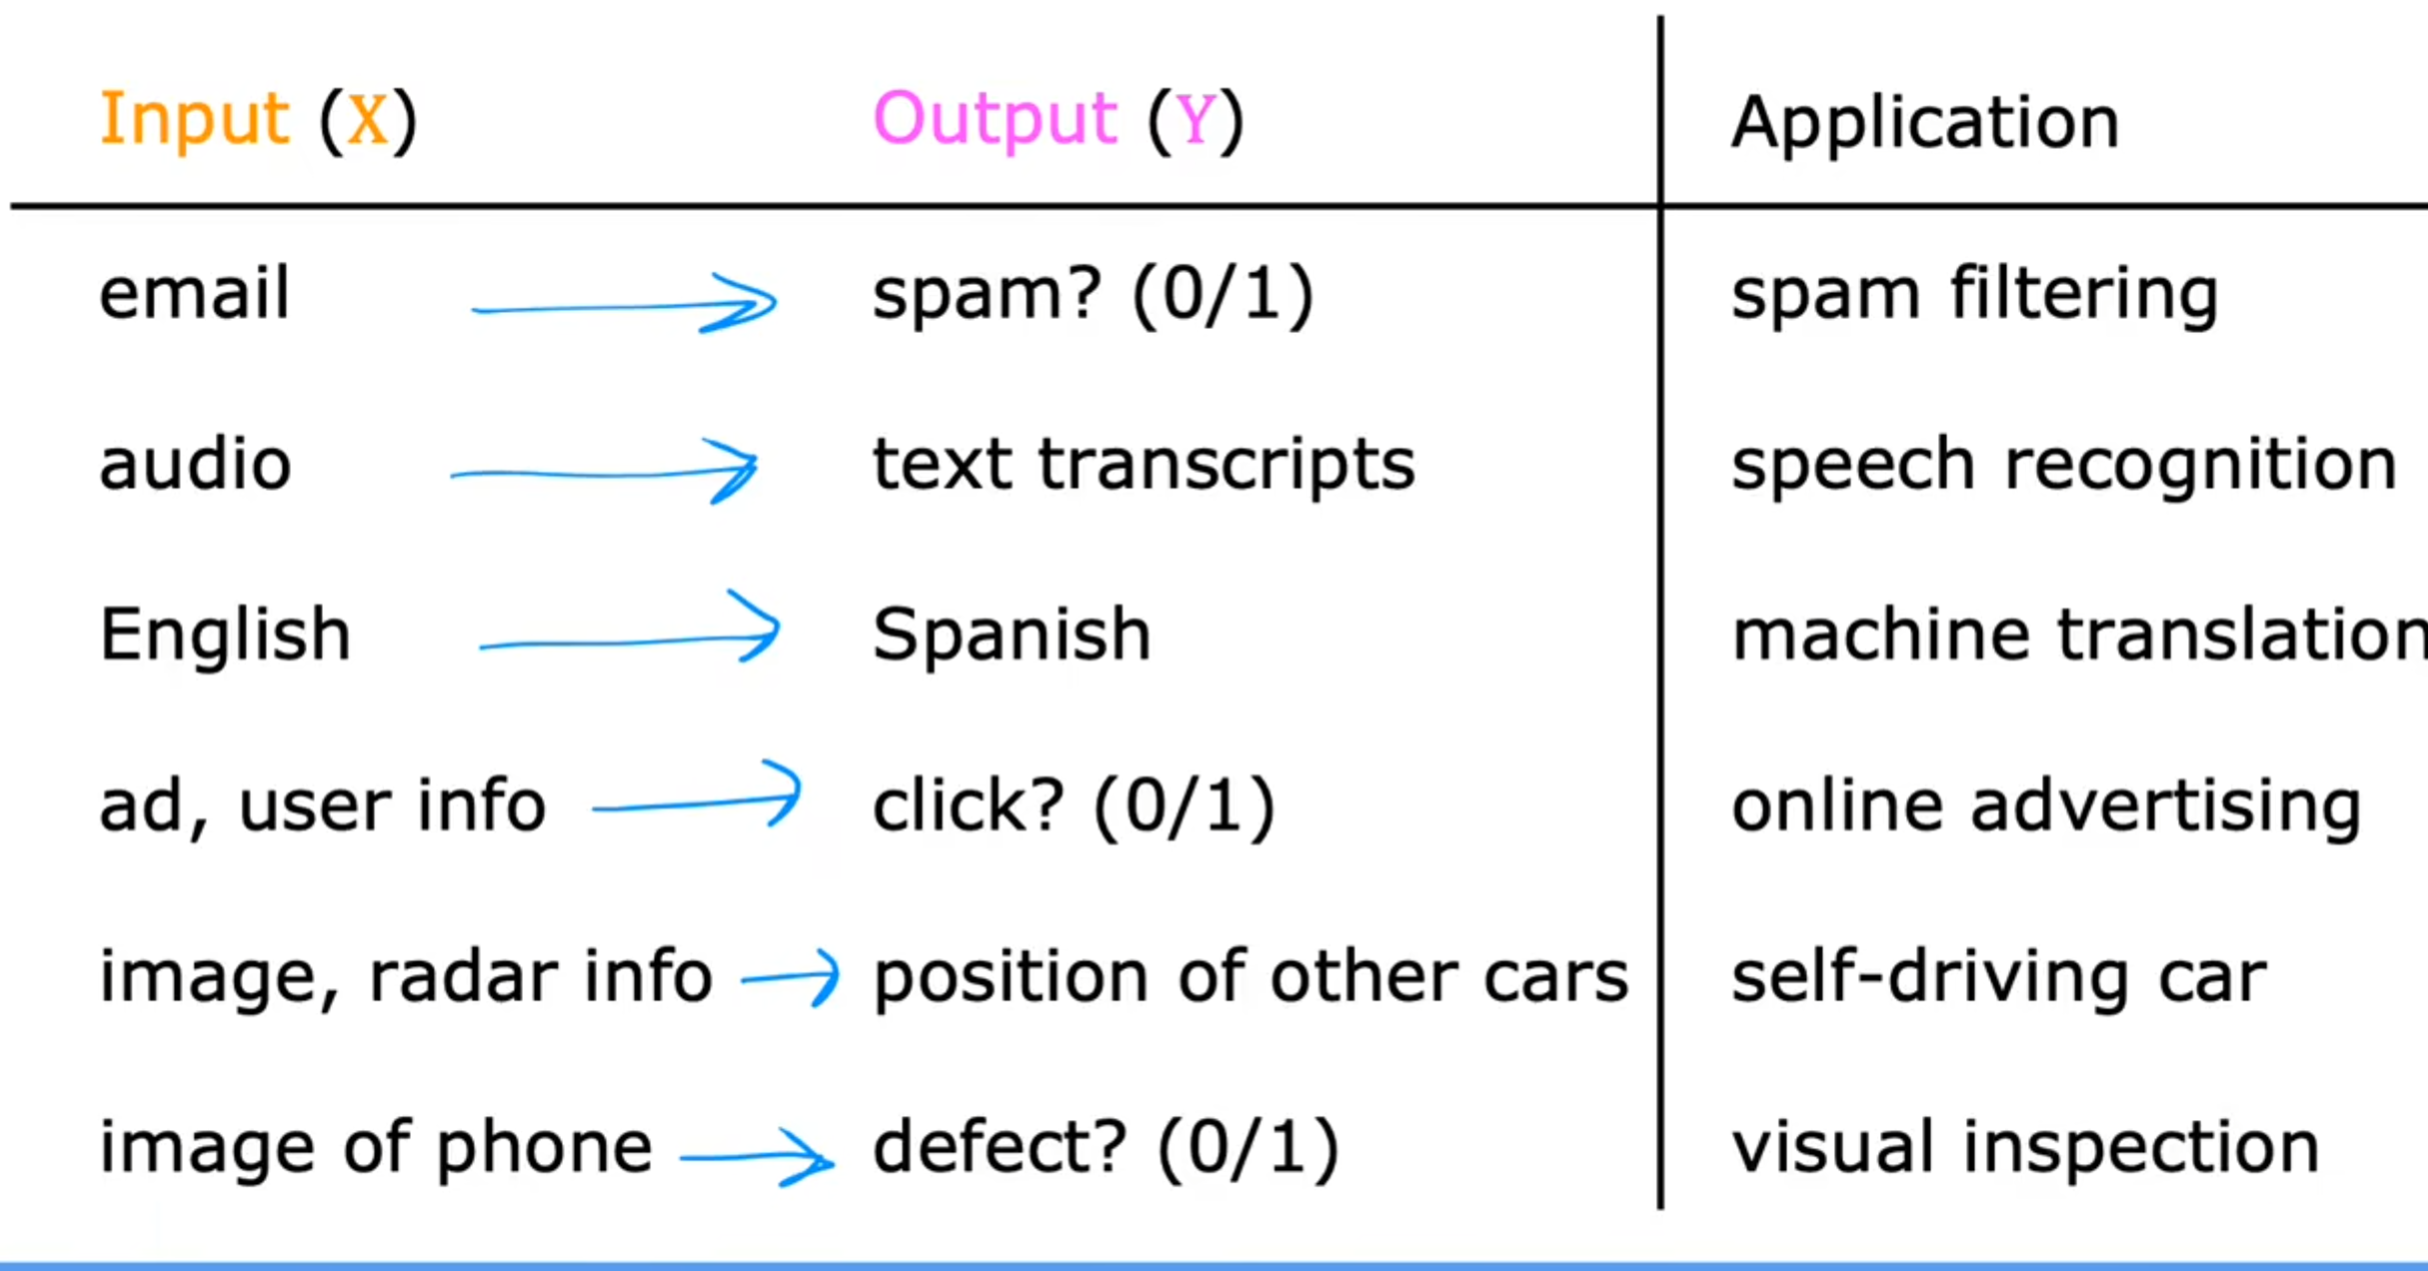 Input (X) Output (Y) Application
email spam? (0/1) spam filtering
audio text transcripts speech recognition
English Spanish machine translation
ad, user info click? (0/1) online advertising
image, radar info position of other cars self-driving car
image of phone defect? (0/1) visual inspection